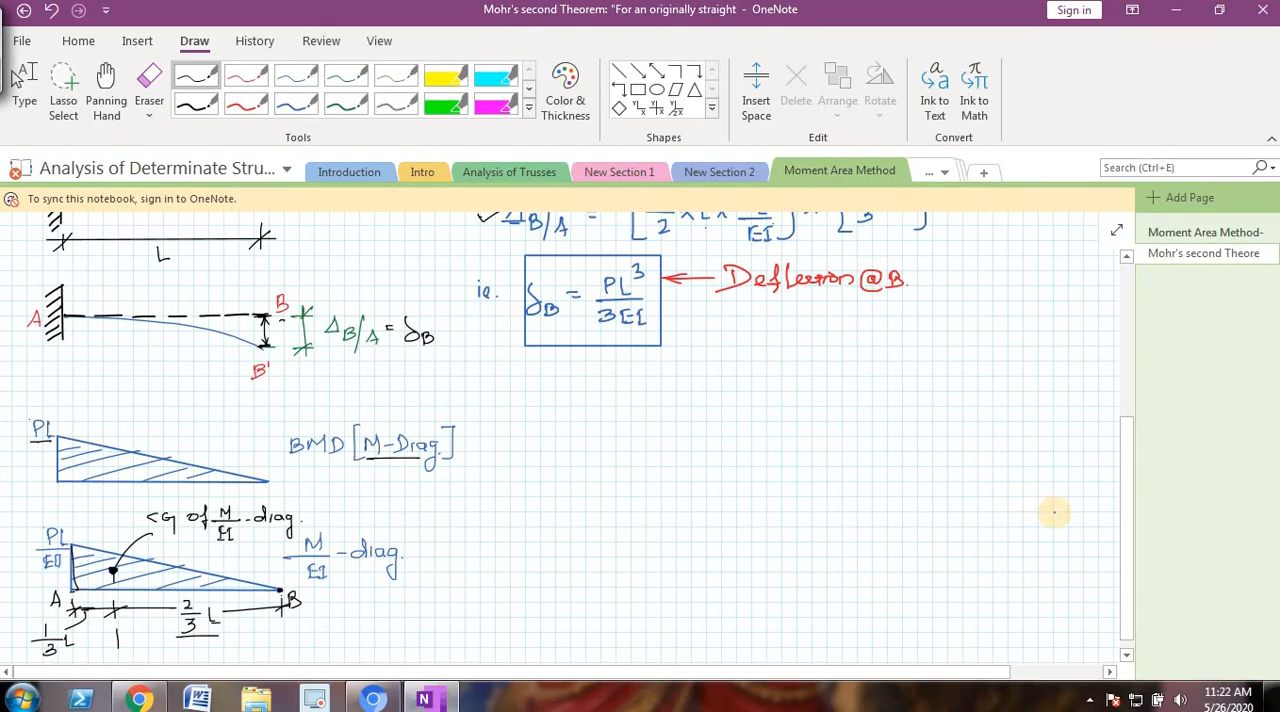 Mohr's second Theorem: "For an originally straight - OneNote
Sign in
File Home Insert Draw History Review View
Type
Lasso Select
Panning Hand
Eraser
Color & Thickness
Insert Space
Delete
Arrange
Rotate
Ink to Text
Ink to Math
Tools
Shapes
Edit
Convert
Analysis of Determinate Stru...
Introduction
Intro
Analysis of Trusses
New Section 1
New Section 2
Moment Area Method
...
Search (Ctrl+E)
To sync this notebook, sign in to OneNote.
Add Page
Moment Area Method-
Mohr's second Theore
B/A = 2 × L × EI 3
L
ie. δB = PL³/3EI
Deflection @ B.
A
B
ΔB/A = δB
B'
PL
BMD [M-Diag.]
CG of M/EI - diag.
PL/EI
M/EI - diag.
A
B
2/3 L
1/3 L
11:22 AM
5/26/2020